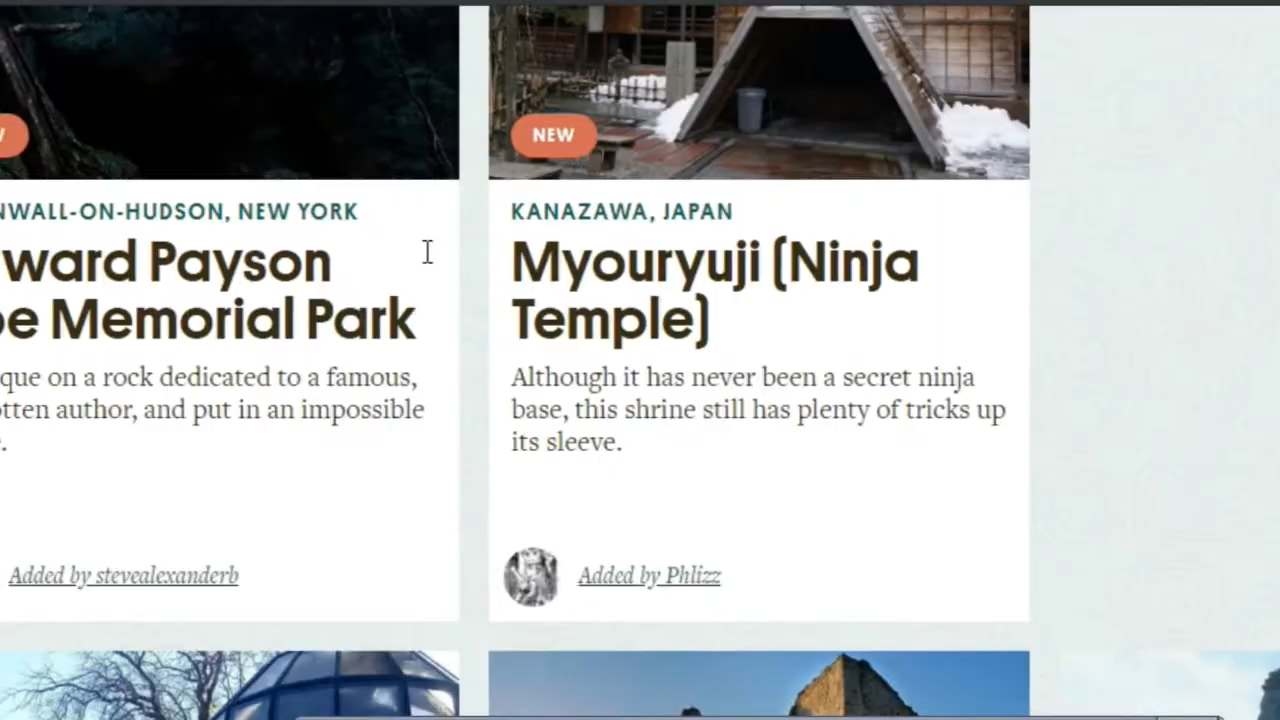 NEW
NWALL-ON-HUDSON, NEW YORK
ward Payson
e Memorial Park
que on a rock dedicated to a famous,
otten author, and put in an impossible
Added by stevealexanderb
KANAZAWA, JAPAN
Myouryuji (Ninja
Temple)
Although it has never been a secret ninja
base, this shrine still has plenty of tricks up
its sleeve.
Added by Phlizz